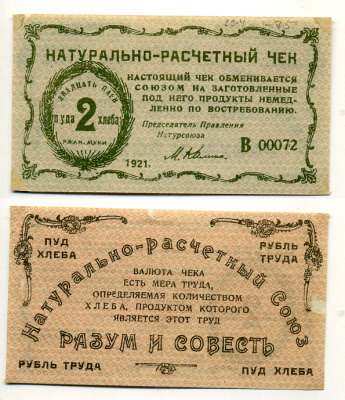 НАТУРАЛЬНО-РАСЧЕТНЫЙ ЧЕК
НАСТОЯЩИЙ ЧЕК ОБМЕНИВАЕТСЯ
СОЮЗОМ НА ЗАГОТОВЛЕННЫЕ
ПОД НЕГО ПРОДУКТЫ НЕМЕД-
ЛЕННО ПО ВОСТРЕБОВАНИЮ.
ДВАДЦАТЬ ПЯТЬ
пуда 2 хлеба
РЖАН. МУКИ
Председатель Правления
Натурсоюза
1921.
В 00072
ПУД
ХЛЕБА
РУБЛЬ
ТРУДА
Натурально-расчетный Союз
ВАЛЮТА ЧЕКА
ЕСТЬ МЕРА ТРУДА,
ОПРЕДЕЛЯЕМАЯ КОЛИЧЕСТВОМ
ХЛЕБА, ПРОДУКТОМ КОТОРОГО
ЯВЛЯЕТСЯ ЭТОТ ТРУД
РАЗУМ И СОВЕСТЬ
РУБЛЬ ТРУДА
ПУД ХЛЕБА